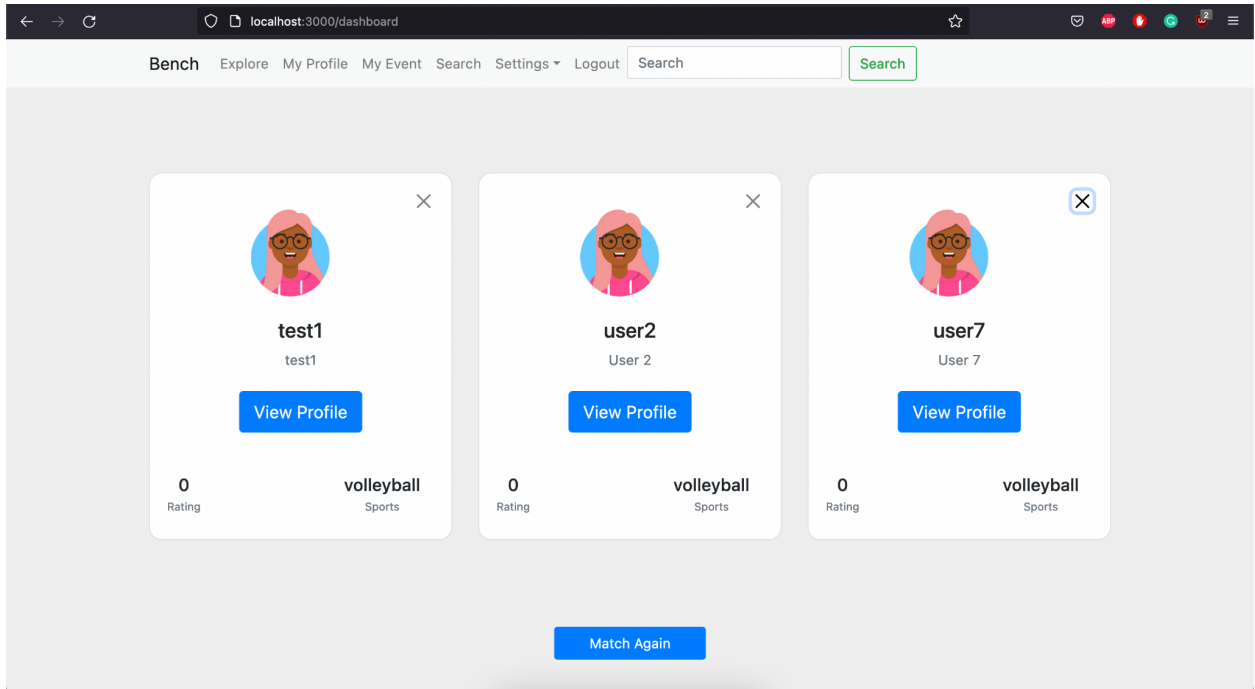 localhost:3000/dashboard ABP 2
Bench Explore My Profile My Event Search Settings Logout Search Search
test1
test1
View Profile
0 volleyball
Rating Sports
user2
User 2
View Profile
0 volleyball
Rating Sports
user7
User 7
View Profile
0 volleyball
Rating Sports
Match Again